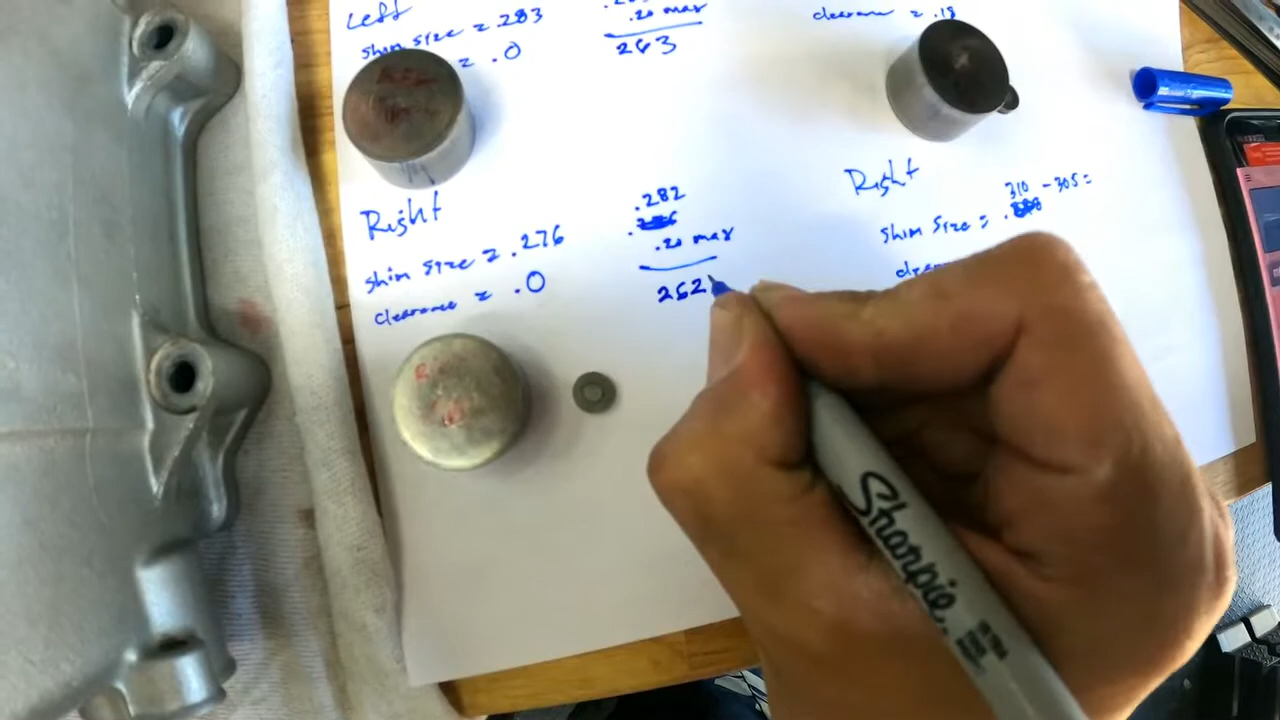 Left
shim size = .283
= .0
.20 max
263
clearance = .18
Right
shim size = .276
clearance = .0
.282
.20 max
262
Right
310 - 305 =
shim size = .
Sharpie